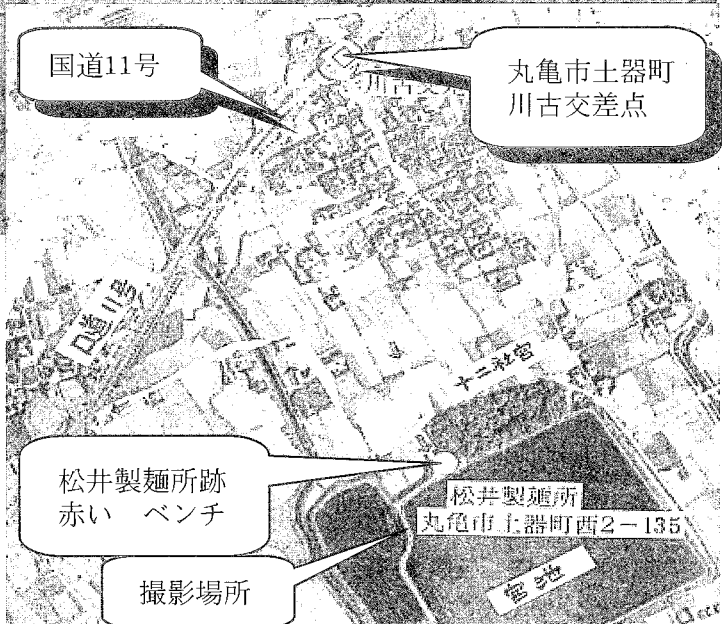 国道11号
丸亀市土器町
川古交差点
川古交差
国道11号
十二社宮
松井製麺所跡
赤い　ベンチ
松井製麺所
丸亀市土器町西2－135
撮影場所
宮池